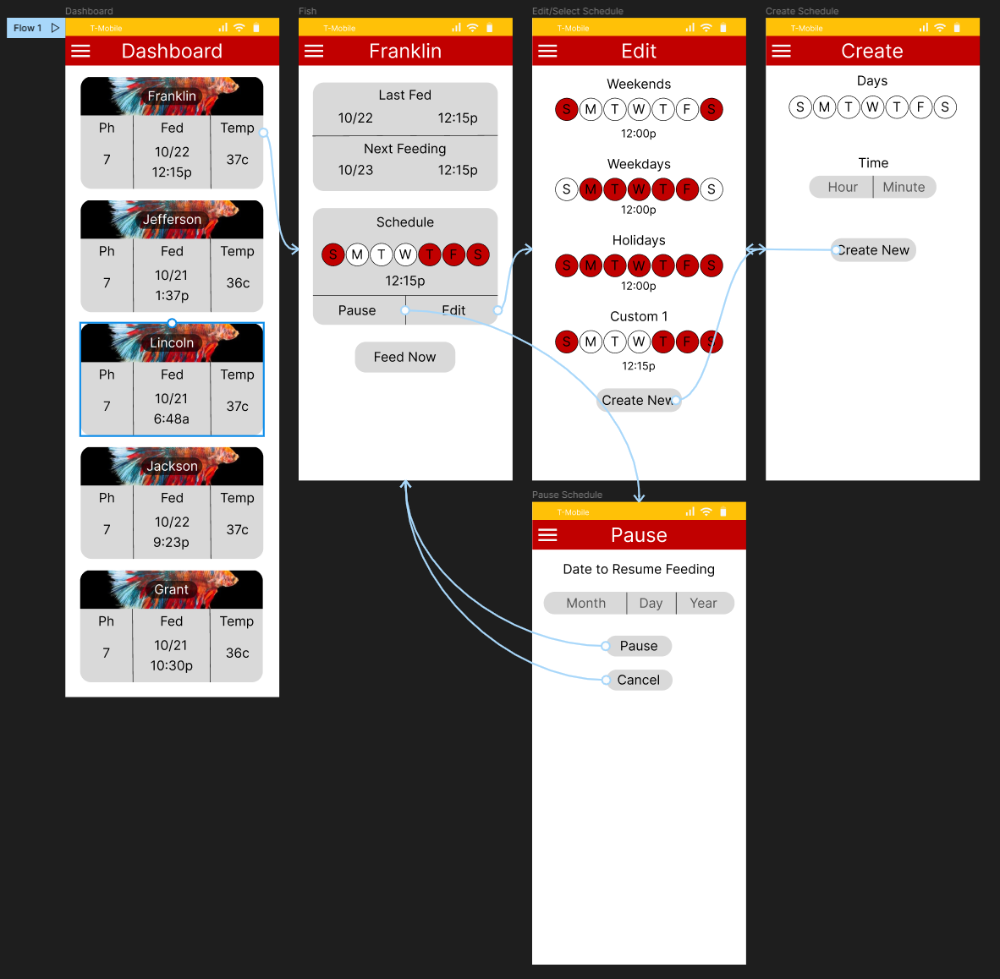 Flow 1
Dashboard
T-Mobile
Dashboard
Franklin
Ph Fed Temp
7 10/22 37c
12:15p
Jefferson
Ph Fed Temp
7 10/21 36c
1:37p
Lincoln
Ph Fed Temp
7 10/21 37c
6:48a
Jackson
Ph Fed Temp
7 10/22 37c
9:23p
Grant
Ph Fed Temp
7 10/21 36c
10:30p
Fish
T-Mobile
Franklin
Last Fed
10/22 12:15p
Next Feeding
10/23 12:15p
Schedule
S M T W T F S
12:15p
Pause Edit
Feed Now
Edit/Select Schedule
T-Mobile
Edit
Weekends
S M T W T F S
12:00p
Weekdays
S M T W T F S
12:00p
Holidays
S M T W T F S
12:00p
Custom 1
S M T W T F S
12:15p
Create New
Create Schedule
T-Mobile
Create
Days
S M T W T F S
Time
Hour Minute
Create New
Pause Schedule
T-Mobile
Pause
Date to Resume Feeding
Month Day Year
Pause
Cancel